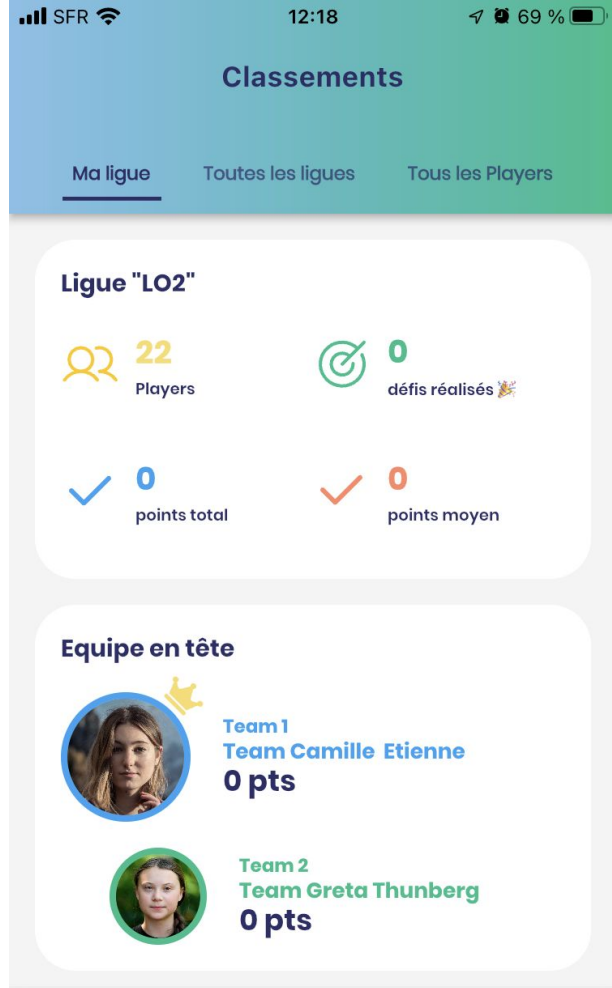 SFR 12:18 69 %
Classements
Ma ligue Toutes les ligues Tous les Players
Ligue "LO2"
22
Players
0
défis réalisés 🎉
0
points total
0
points moyen
Equipe en tête
Team 1
Team Camille Etienne
0 pts
Team 2
Team Greta Thunberg
0 pts